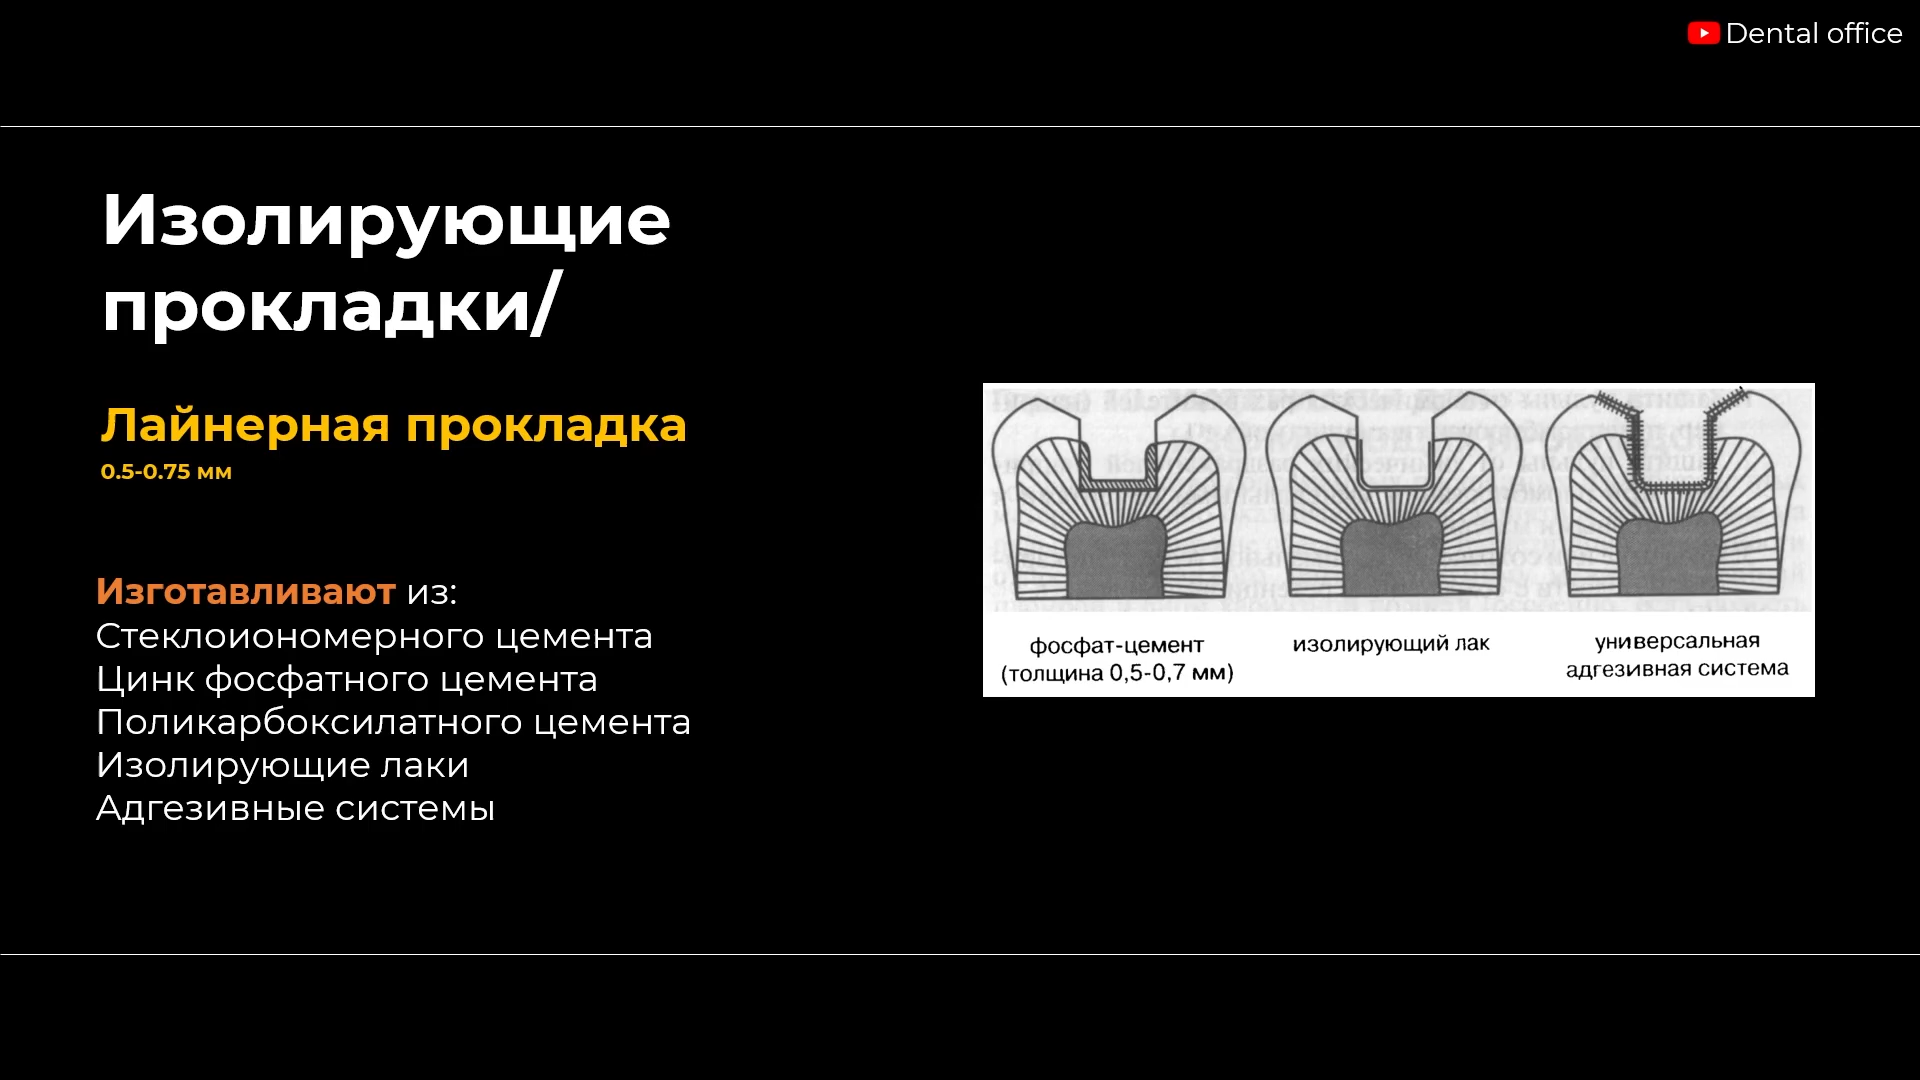 Dental office
Изолирующие
прокладки/
Лайнерная прокладка
0.5-0.75 мм
Изготавливают из:
Стеклоиономерного цемента
Цинк фосфатного цемента
Поликарбоксилатного цемента
Изолирующие лаки
Адгезивные системы
фосфат-цемент
(толщина 0,5-0,7 мм)
изолирующий лак
универсальная
адгезивная система